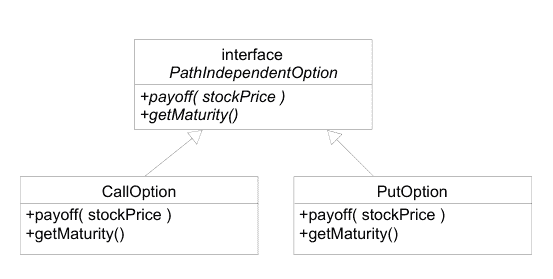 interface
PathIndependentOption
+payoff( stockPrice )
+getMaturity()
CallOption
+payoff( stockPrice )
+getMaturity()
PutOption
+payoff( stockPrice )
+getMaturity()